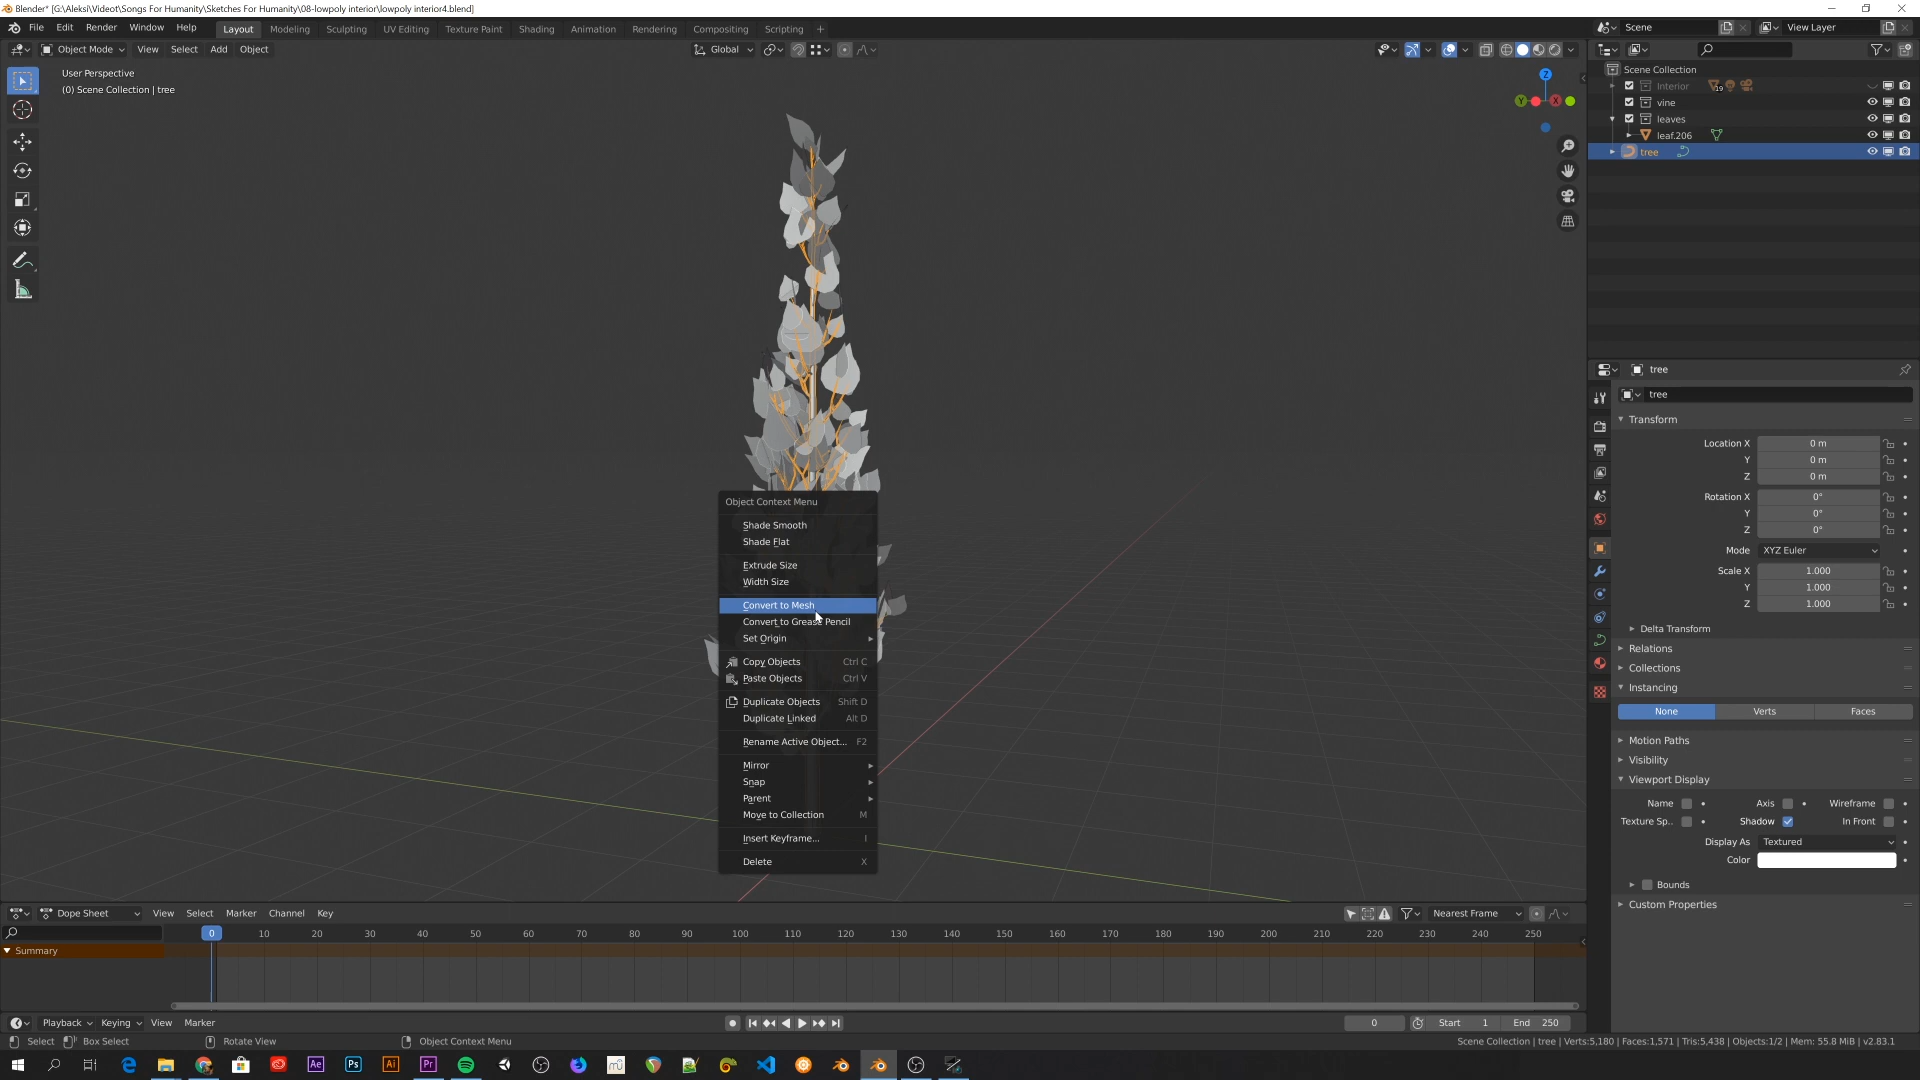 Blender* [G:\Aleksi\Videot\Songs For Humanity\Sketches For Humanity\08-lowpoly interior\lowpoly interior4.blend]
File Edit Render Window Help Layout Modeling Sculpting UV Editing Texture Paint Shading Animation Rendering Compositing Scripting + Scene View Layer
Object Mode View Select Add Object Global
User Perspective
(0) Scene Collection | tree
Z
Y X
Scene Collection
Interior 19
vine
leaves
leaf.206
tree
tree
tree
Transform
Location X 0 m
Y 0 m
Z 0 m
Rotation X 0°
Y 0°
Z 0°
Mode XYZ Euler
Scale X 1.000
Y 1.000
Z 1.000
Delta Transform
Relations
Collections
Instancing
None Verts Faces
Motion Paths
Visibility
Viewport Display
Name Axis Wireframe
Texture Sp.. Shadow In Front
Display As Textured
Color
Bounds
Custom Properties
Object Context Menu
Shade Smooth
Shade Flat
Extrude Size
Width Size
Convert to Mesh
Convert to Grease Pencil
Set Origin
Copy Objects Ctrl C
Paste Objects Ctrl V
Duplicate Objects Shift D
Duplicate Linked Alt D
Rename Active Object... F2
Mirror
Snap
Parent
Move to Collection M
Insert Keyframe... I
Delete X
Dope Sheet View Select Marker Channel Key Nearest Frame
0 10 20 30 40 50 60 70 80 90 100 110 120 130 140 150 160 170 180 190 200 210 220 230 240 250
Summary
Playback Keying View Marker 0 Start 1 End 250
Select Box Select Rotate View Object Context Menu Scene Collection | tree | Verts:5,180 | Faces:1,571 | Tris:5,438 | Objects:1/2 | Mem: 55.8 MiB | v2.83.1
Ae Ps Ai Pr